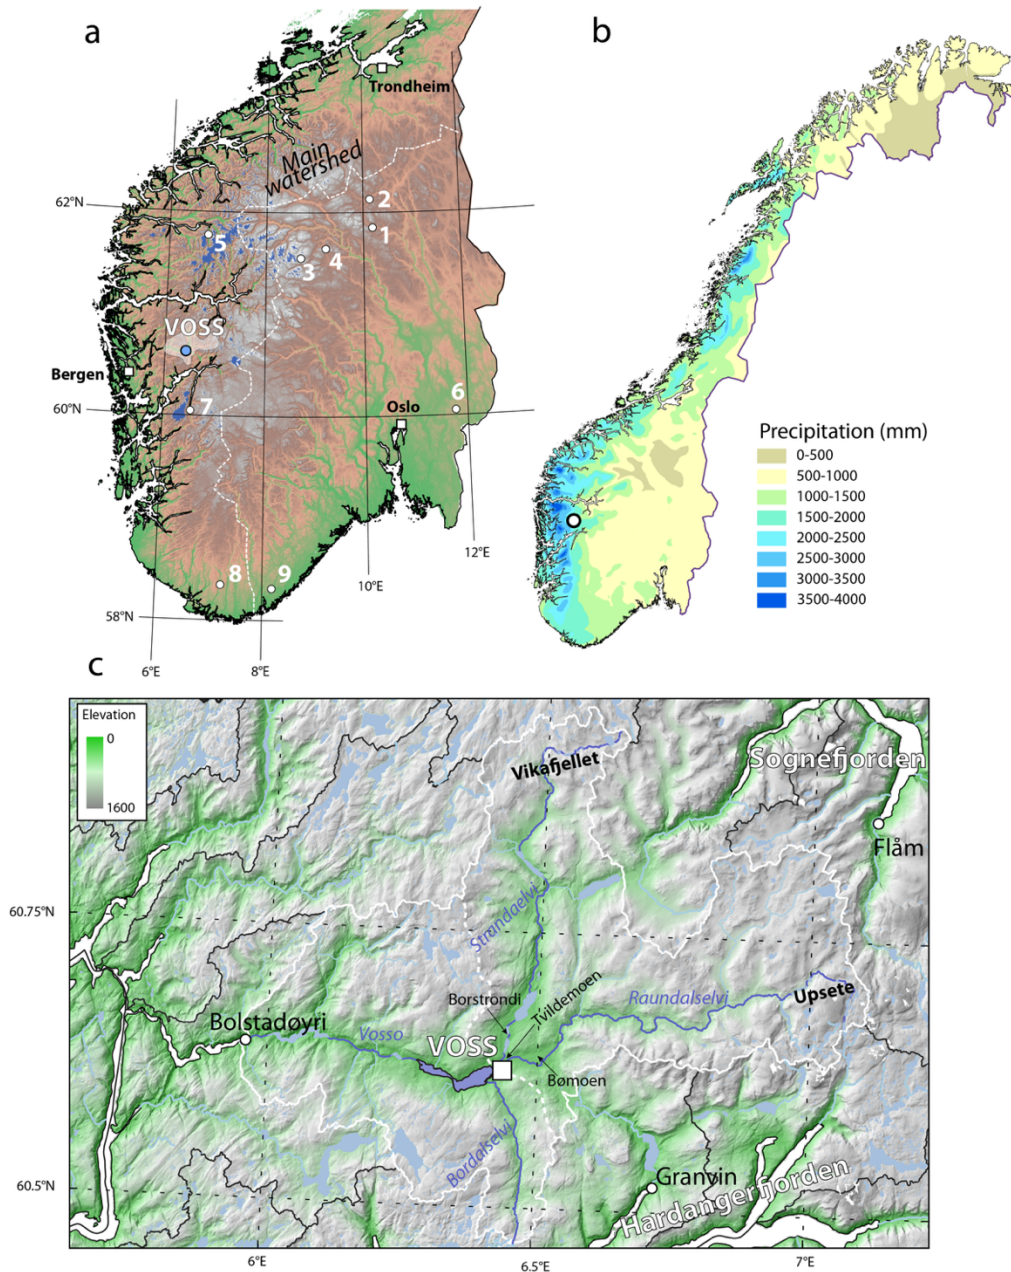 a
Trondheim
Main
watershed
62°N
2
1
5
3
4
VOSS
Bergen
6
60°N
7
Oslo
12°E
8
9
10°E
58°N
6°E
8°E
b
Precipitation (mm)
0-500
500-1000
1000-1500
1500-2000
2000-2500
2500-3000
3000-3500
3500-4000
c
Elevation
0
1600
Vikafjellet
Sognefjorden
Flåm
60.75°N
Strandaelvi
Borstrondi
Tvildemoen
Raundalselvi
Upsete
Bolstadøyri
Vosso
VOSS
Bømoen
Bordalselvi
60.5°N
Granvin
Hardangerfjorden
6°E
6.5°E
7°E